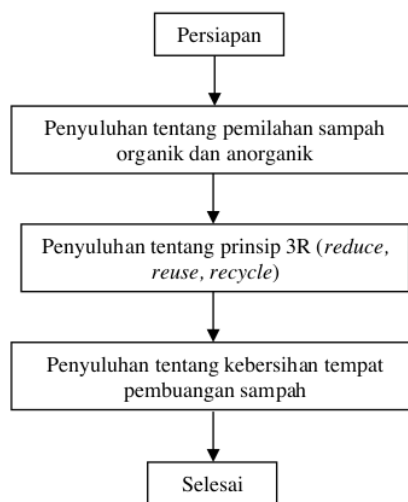 Persiapan
Penyuluhan tentang pemilahan sampah
organik dan anorganik
Penyuluhan tentang prinsip 3R (reduce,
reuse, recycle)
Penyuluhan tentang kebersihan tempat
pembuangan sampah
Selesai